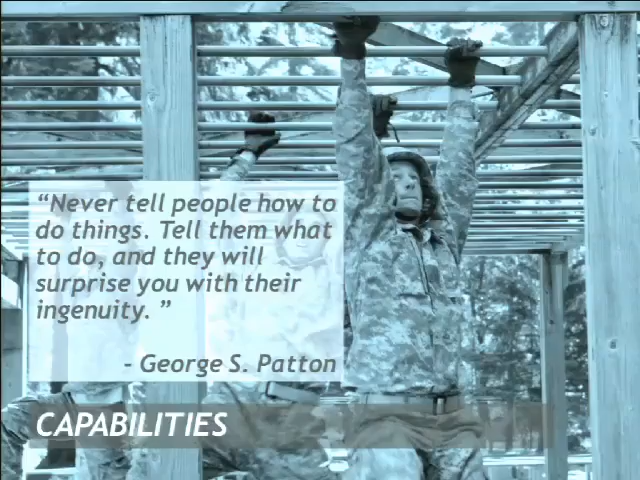 “Never tell people how to
do things. Tell them what
to do, and they will
surprise you with their
ingenuity. ”
- George S. Patton
CAPABILITIES